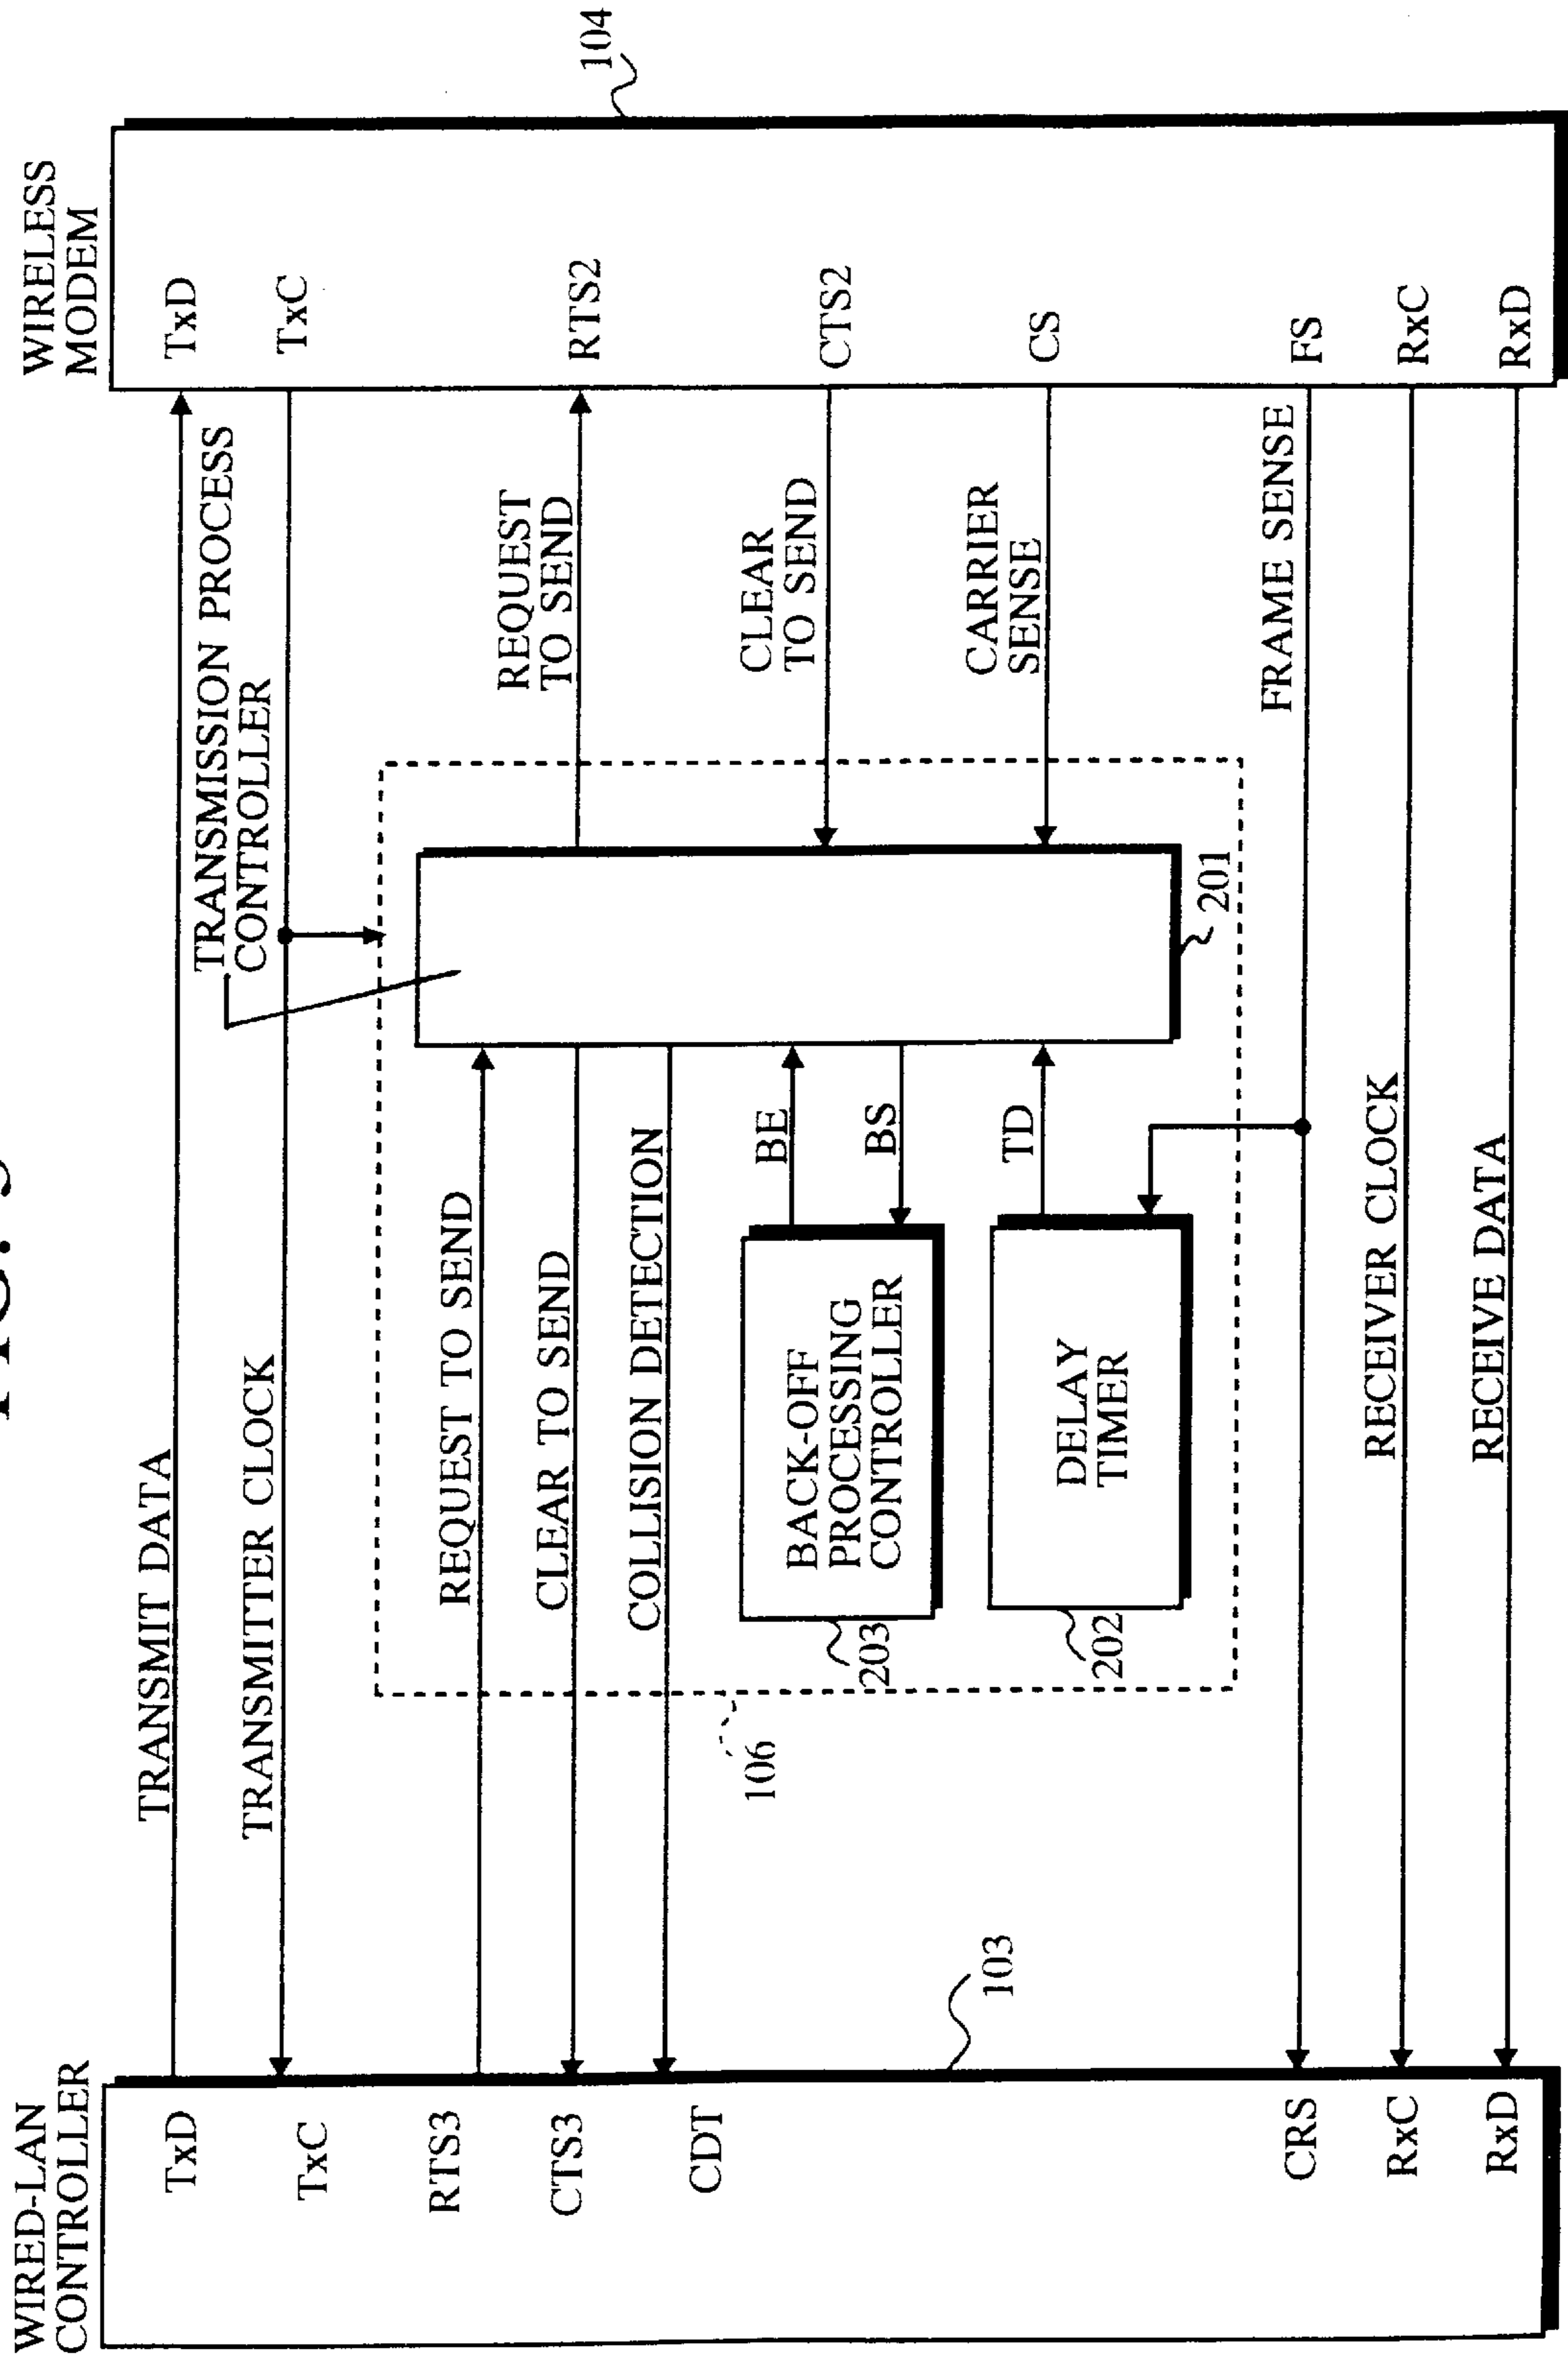 WIRED-LAN
CONTROLLER
TxD
TxC
RTS3
CTS3
CDT
CRS
RxC
RxD
103
TRANSMIT DATA
TRANSMITTER CLOCK
REQUEST TO SEND
CLEAR TO SEND
COLLISION DETECTION
106
BACK-OFF
PROCESSING
CONTROLLER
203
DELAY
TIMER
202
BE
BS
TD
RECEIVER CLOCK
RECEIVE DATA
TRANSMISSION PROCESS
CONTROLLER
201
REQUEST
TO SEND
CLEAR
TO SEND
CARRIER
SENSE
FRAME SENSE
WIRELESS
MODEM
TxD
TxC
RTS2
CTS2
CS
FS
RxC
RxD
104